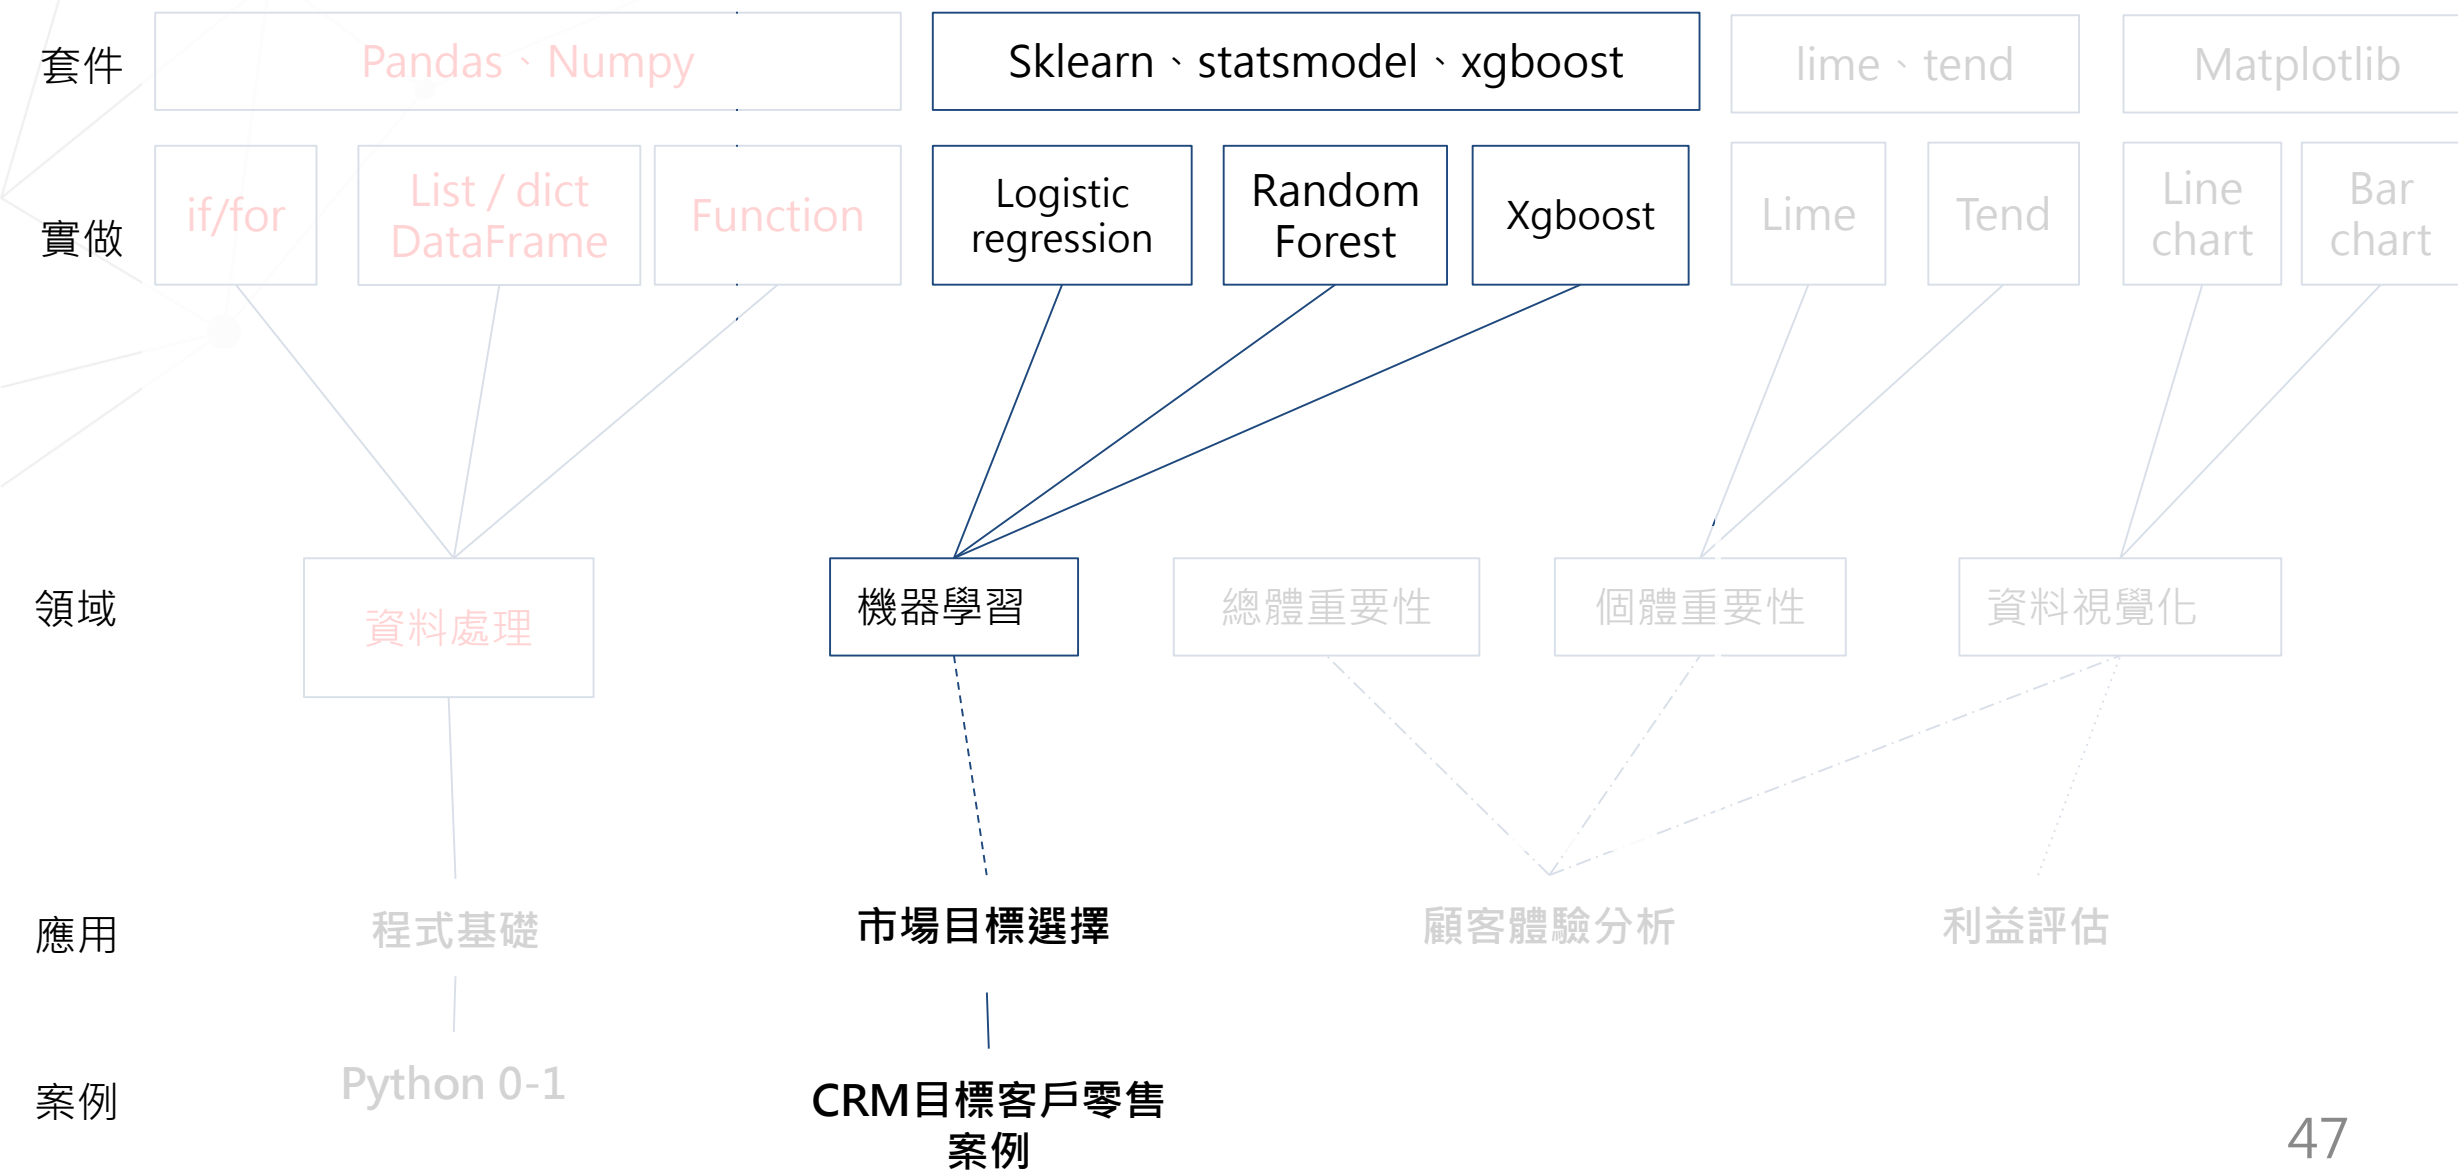 套件
Pandas、Numpy
Sklearn、statsmodel、xgboost
lime、tend
Matplotlib
實做
if/for
List / dict
DataFrame
Function
Logistic
regression
Random
Forest
Xgboost
Lime
Tend
Line
chart
Bar
chart
領域
資料處理
機器學習
總體重要性
個體重要性
資料視覺化
應用
程式基礎
市場目標選擇
顧客體驗分析
利益評估
案例
Python 0-1
CRM目標客戶零售
案例
47